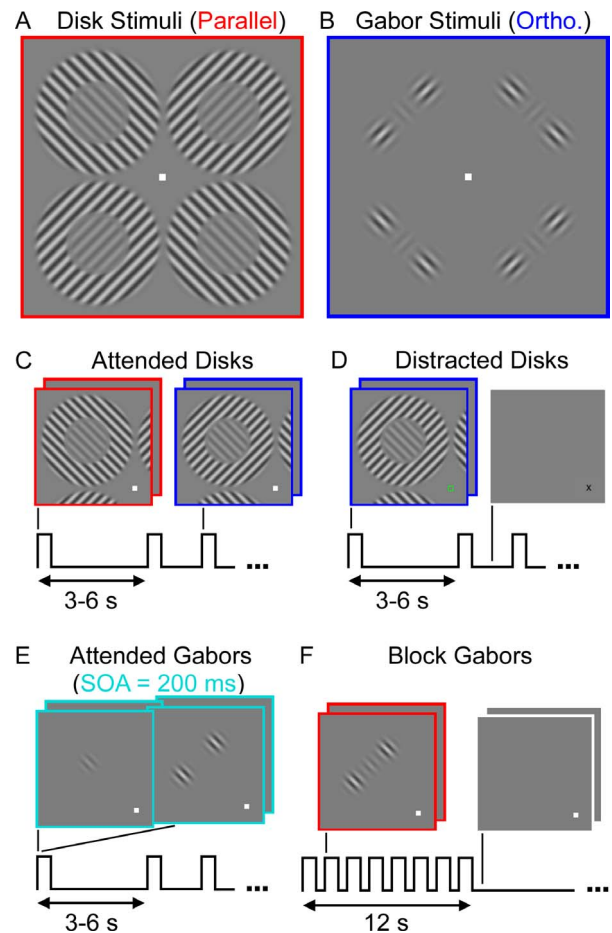 A Disk Stimuli (Parallel)
B Gabor Stimuli (Ortho.)
C Attended Disks
3-6 s
...
D Distracted Disks
x
3-6 s
...
E Attended Gabors
(SOA = 200 ms)
3-6 s
...
F Block Gabors
12 s
...